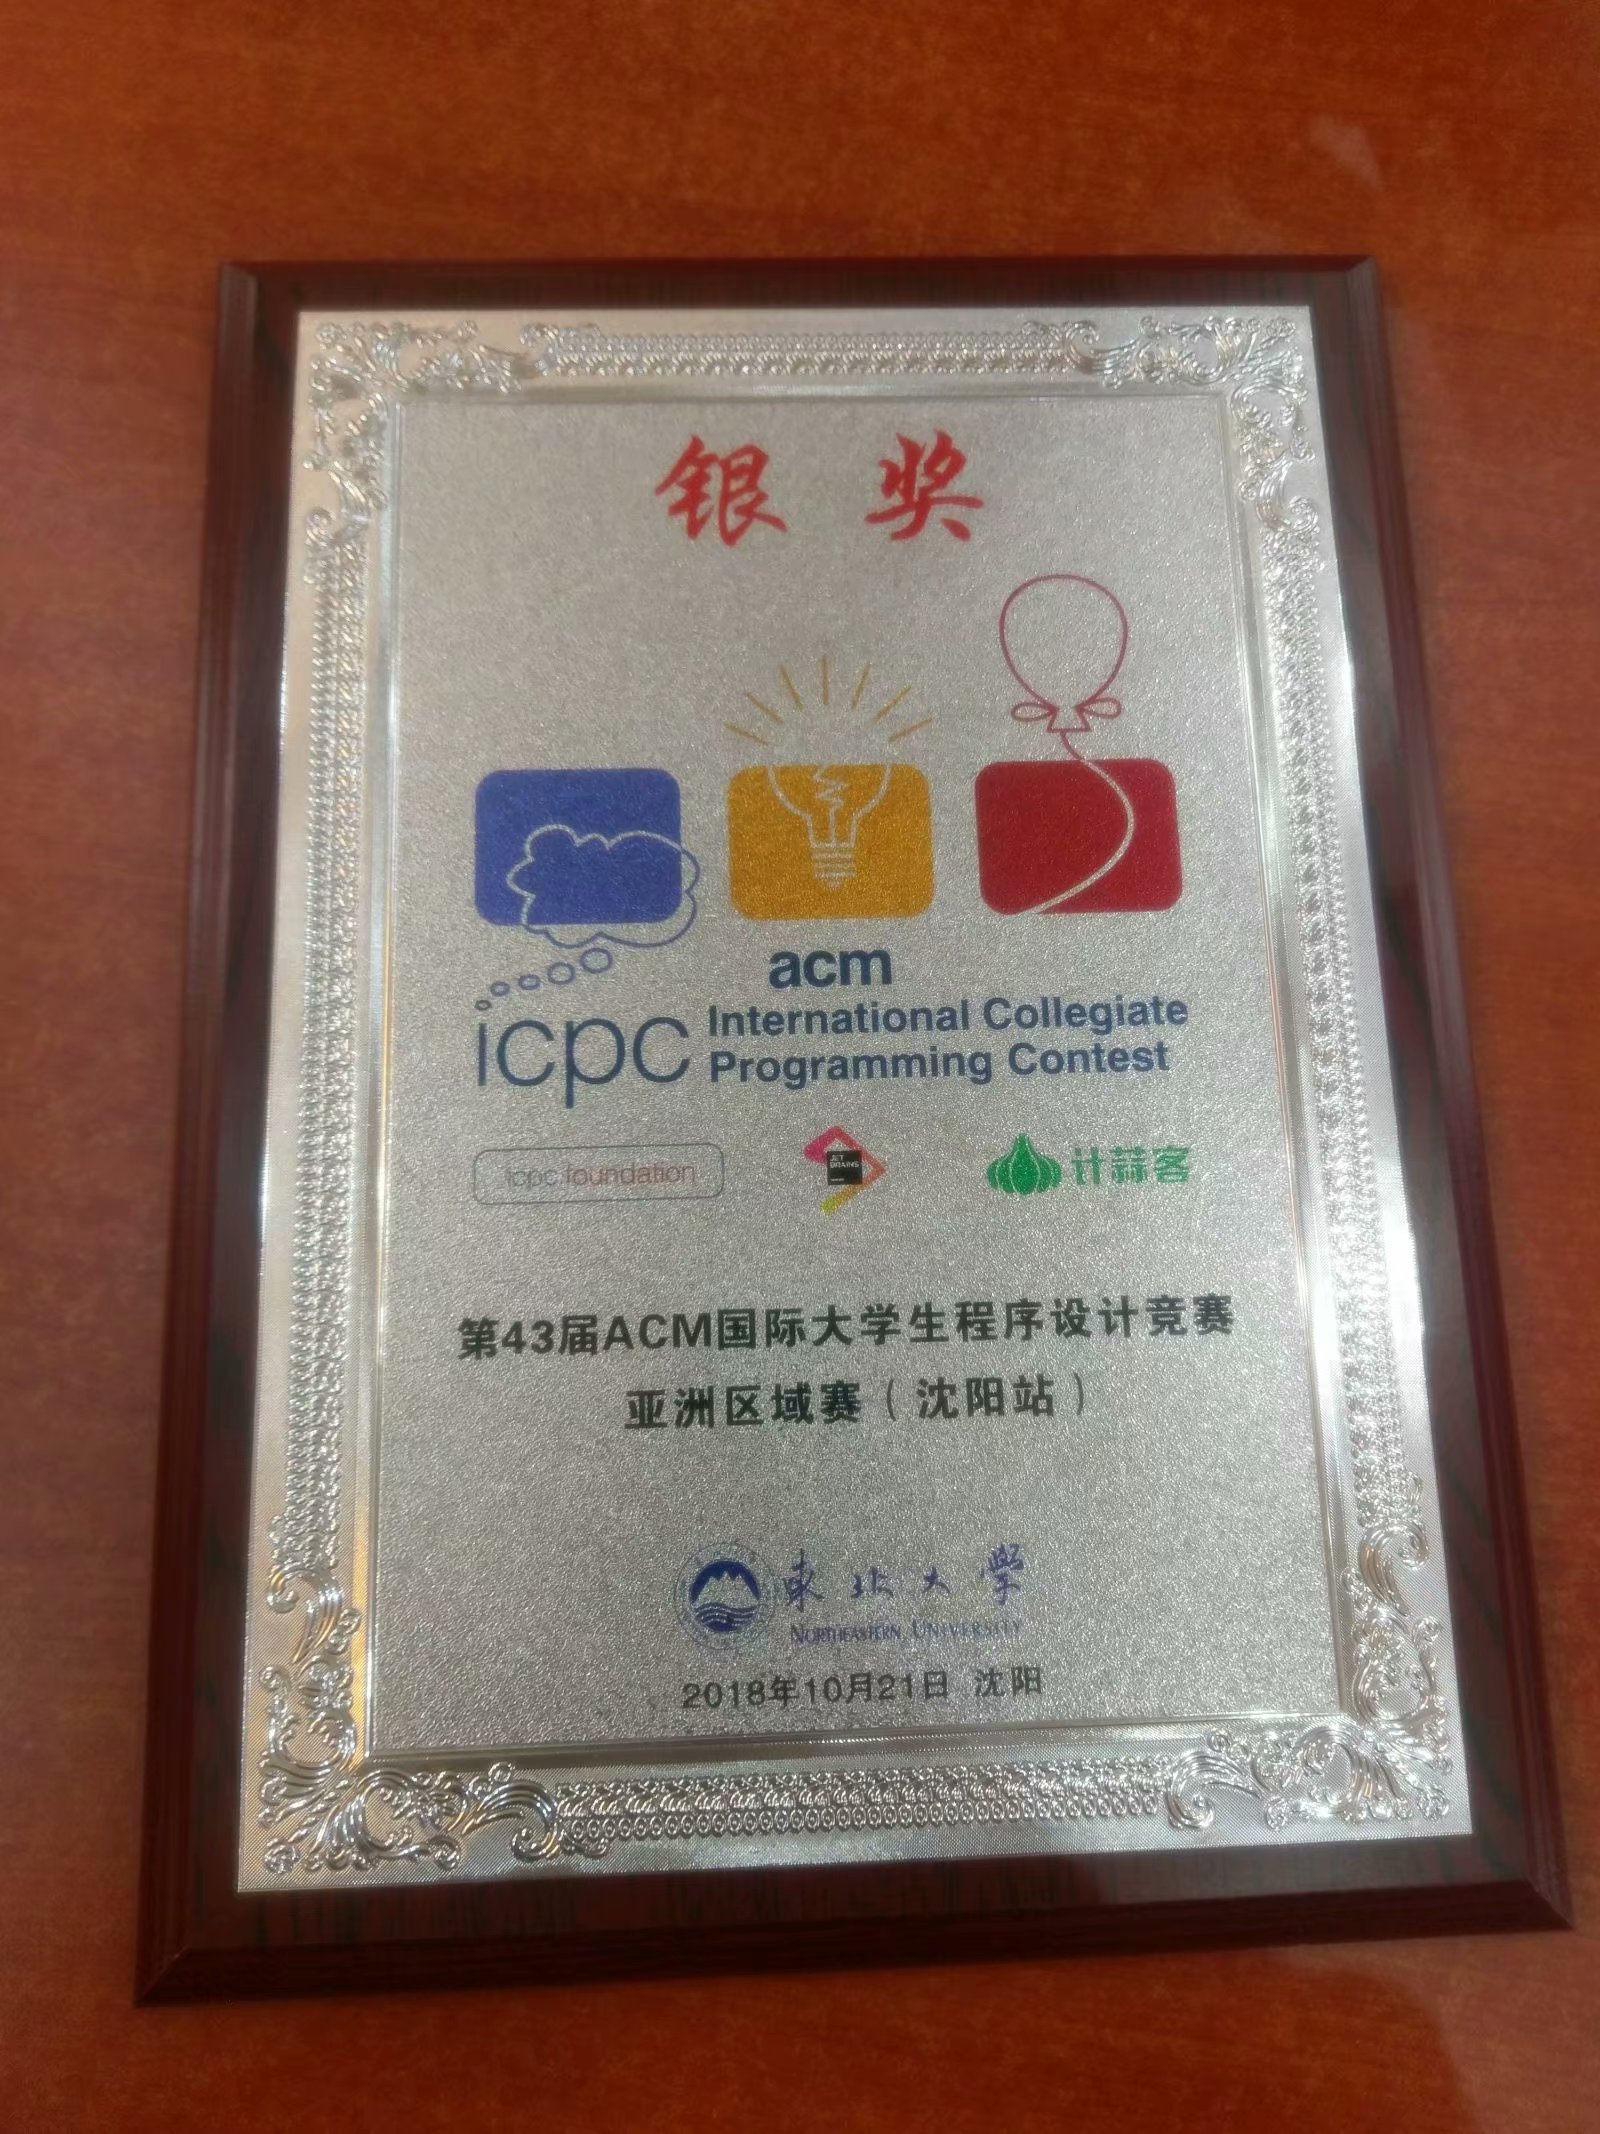 银奖
acm
icpc International Collegiate
Programming Contest
icpc foundation
JET
BRAINS
计蒜客
第43届ACM国际大学生程序设计竞赛
亚洲区域赛（沈阳站）
東北大學
NORTHEASTERN UNIVERSITY
2018年10月21日 沈阳